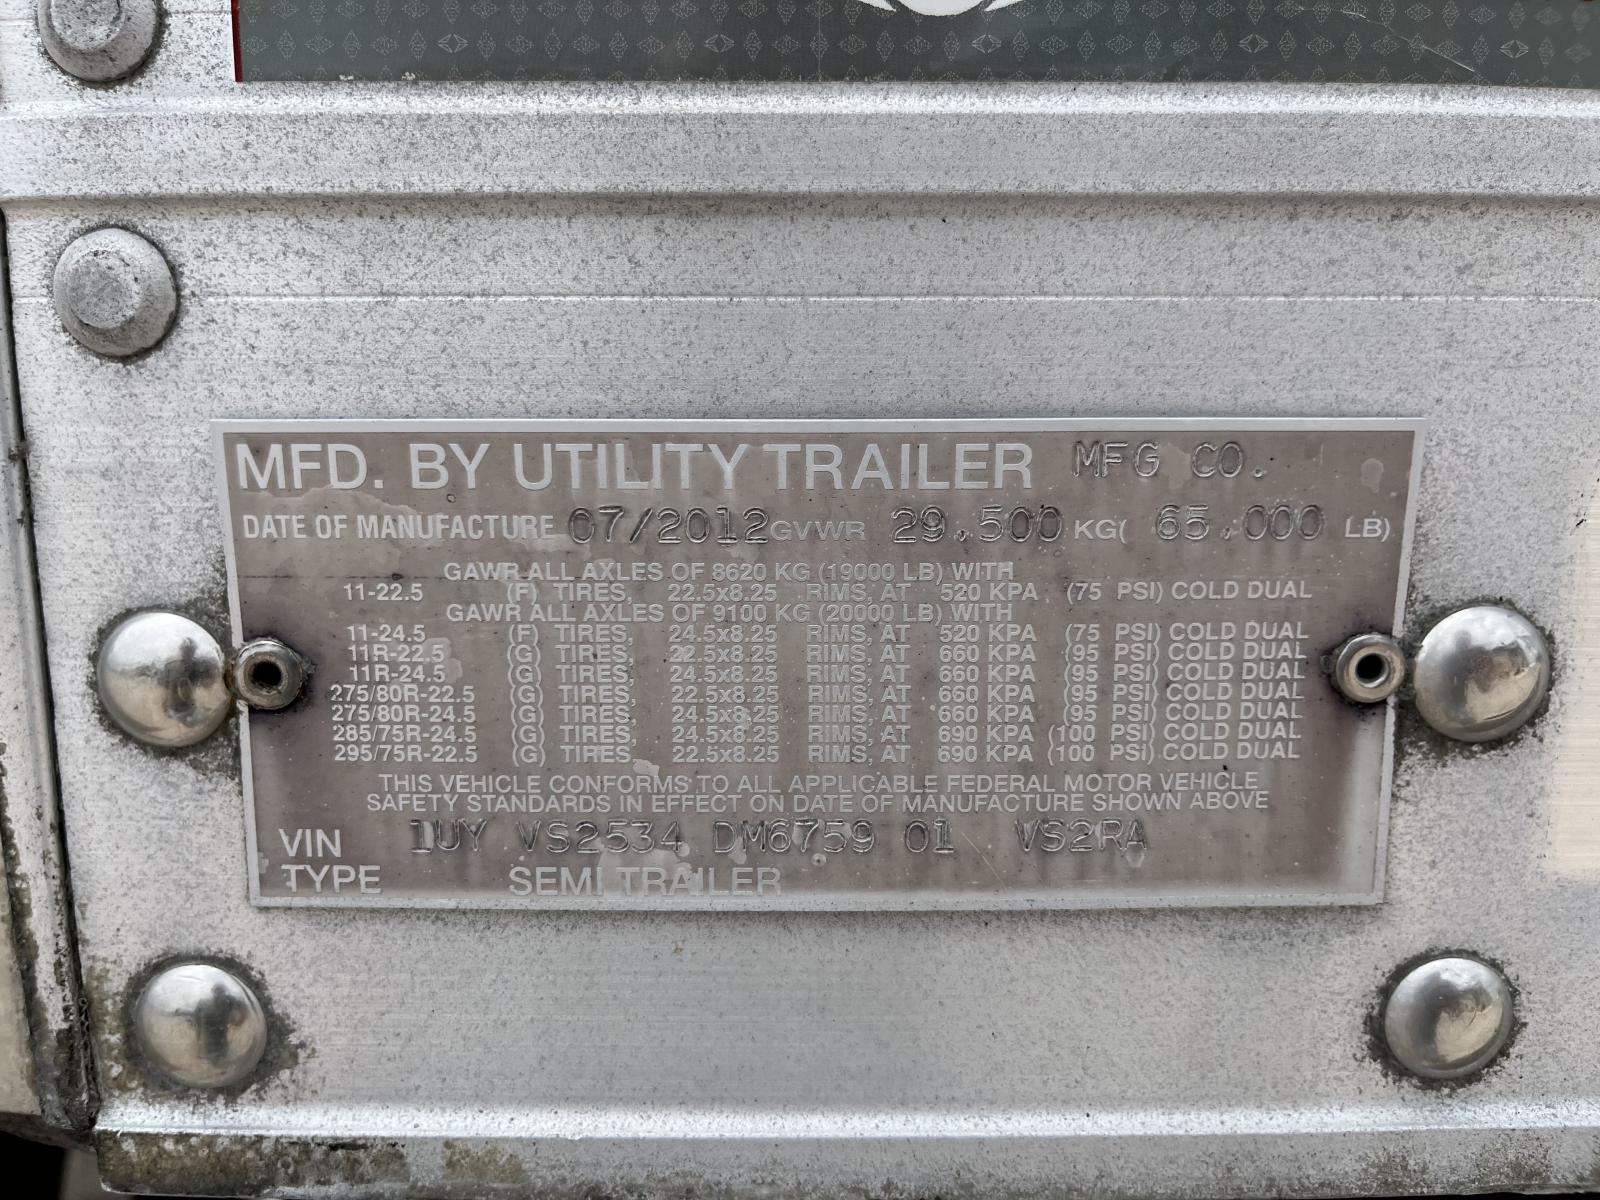 MFD. BY UTILITY TRAILER MFG CO.
DATE OF MANUFACTURE 07/2012 GVWR 29,500 KG( 65,000 LB)
GAWR ALL AXLES OF 8620 KG (19000 LB) WITH
11-22.5 (F) TIRES, 22.5x8.25 RIMS, AT 520 KPA (75 PSI) COLD DUAL
GAWR ALL AXLES OF 9100 KG (20000 LB) WITH
11-24.5 (F) TIRES, 24.5x8.25 RIMS, AT 520 KPA (75 PSI) COLD DUAL
11R-22.5 (G) TIRES, 22.5x8.25 RIMS, AT 660 KPA (95 PSI) COLD DUAL
11R-24.5 (G) TIRES, 24.5x8.25 RIMS, AT 660 KPA (95 PSI) COLD DUAL
275/80R-22.5 (G) TIRES, 22.5x8.25 RIMS, AT 660 KPA (95 PSI) COLD DUAL
275/80R-24.5 (G) TIRES, 24.5x8.25 RIMS, AT 660 KPA (95 PSI) COLD DUAL
285/75R-24.5 (G) TIRES, 24.5x8.25 RIMS, AT 690 KPA (100 PSI) COLD DUAL
295/75R-22.5 (G) TIRES, 22.5x8.25 RIMS, AT 690 KPA (100 PSI) COLD DUAL
THIS VEHICLE CONFORMS TO ALL APPLICABLE FEDERAL MOTOR VEHICLE
SAFETY STANDARDS IN EFFECT ON DATE OF MANUFACTURE SHOWN ABOVE
VIN 1UY VS2534 DM6759 01 VS2RA
TYPE SEMI TRAILER